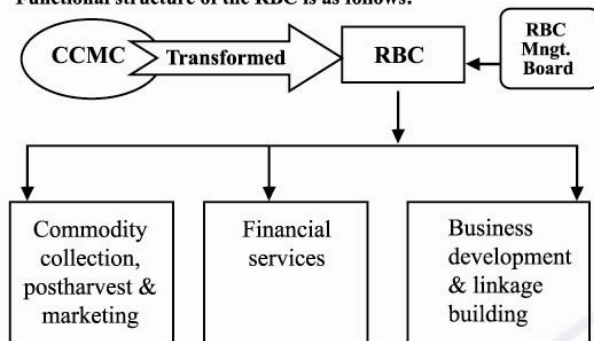 Functional structure of the RBC is as follows:
CCMC
Transformed
RBC
RBC
Mngt.
Board
Commodity
collection,
postharvest &
marketing
Financial
services
Business
development
& linkage
building